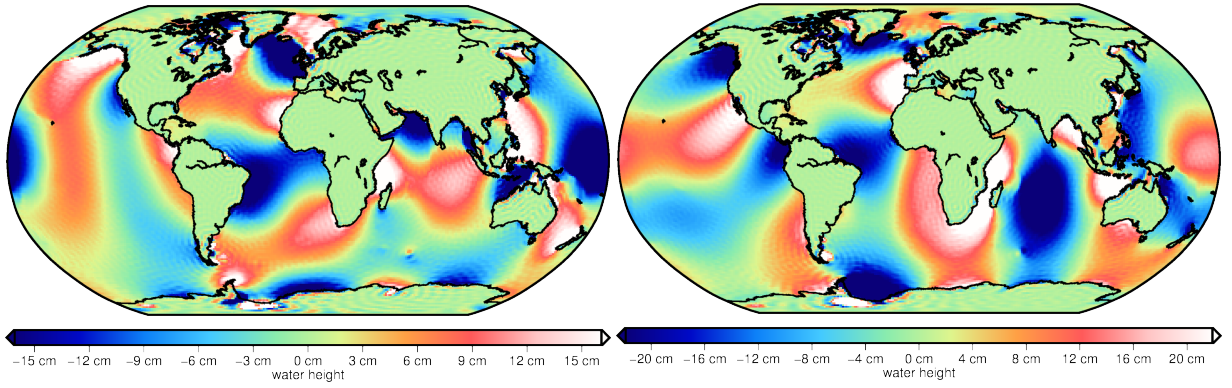 −15 cm −12 cm −9 cm −6 cm −3 cm 0 cm 3 cm 6 cm 9 cm 12 cm 15 cm
water height
−20 cm −16 cm −12 cm −8 cm −4 cm 0 cm 4 cm 8 cm 12 cm 16 cm 20 cm
water height